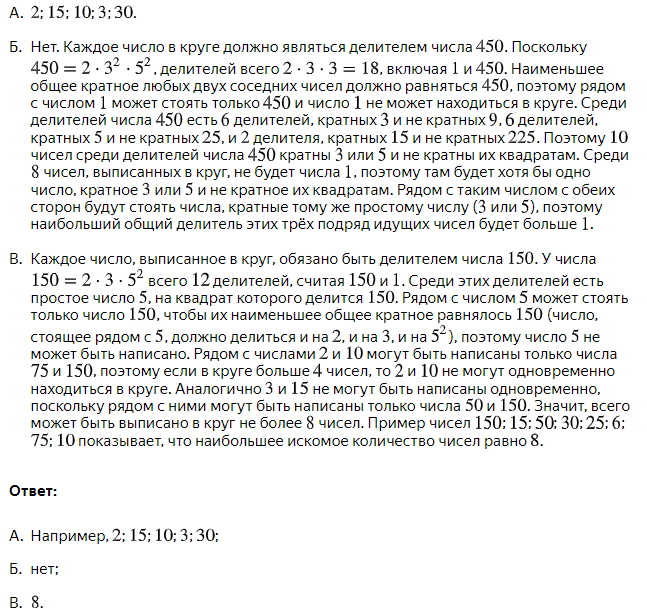 А. 2; 15; 10; 3; 30.
Б. Нет. Каждое число в круге должно являться делителем числа 450. Поскольку
450 = 2 · 3² · 5², делителей всего 2 · 3 · 3 = 18, включая 1 и 450. Наименьшее
общее кратное любых двух соседних чисел должно равняться 450, поэтому рядом
с числом 1 может стоять только 450 и число 1 не может находиться в круге. Среди
делителей числа 450 есть 6 делителей, кратных 3 и не кратных 9, 6 делителей,
кратных 5 и не кратных 25, и 2 делителя, кратных 15 и не кратных 225. Поэтому 10
чисел среди делителей числа 450 кратны 3 или 5 и не кратны их квадратам. Среди
8 чисел, выписанных в круг, не будет числа 1, поэтому там будет хотя бы одно
число, кратное 3 или 5 и не кратное их квадратам. Рядом с таким числом с обеих
сторон будут стоять числа, кратные тому же простому числу (3 или 5), поэтому
наибольший общий делитель этих трёх подряд идущих чисел будет больше 1.
В. Каждое число, выписанное в круг, обязано быть делителем числа 150. У числа
150 = 2 · 3 · 5² всего 12 делителей, считая 150 и 1. Среди этих делителей есть
простое число 5, на квадрат которого делится 150. Рядом с числом 5 может стоять
только число 150, чтобы их наименьшее общее кратное равнялось 150 (число,
стоящее рядом с 5, должно делиться и на 2, и на 3, и на 5²), поэтому число 5 не
может быть написано. Рядом с числами 2 и 10 могут быть написаны только числа
75 и 150, поэтому если в круге больше 4 чисел, то 2 и 10 не могут одновременно
находиться в круге. Аналогично 3 и 15 не могут быть написаны одновременно,
поскольку рядом с ними могут быть написаны только числа 50 и 150. Значит, всего
может быть выписано в круг не более 8 чисел. Пример чисел 150; 15; 50; 30; 25; 6;
75; 10 показывает, что наибольшее искомое количество чисел равно 8.
Ответ:
А. Например, 2; 15; 10; 3; 30;
Б. нет;
В. 8.